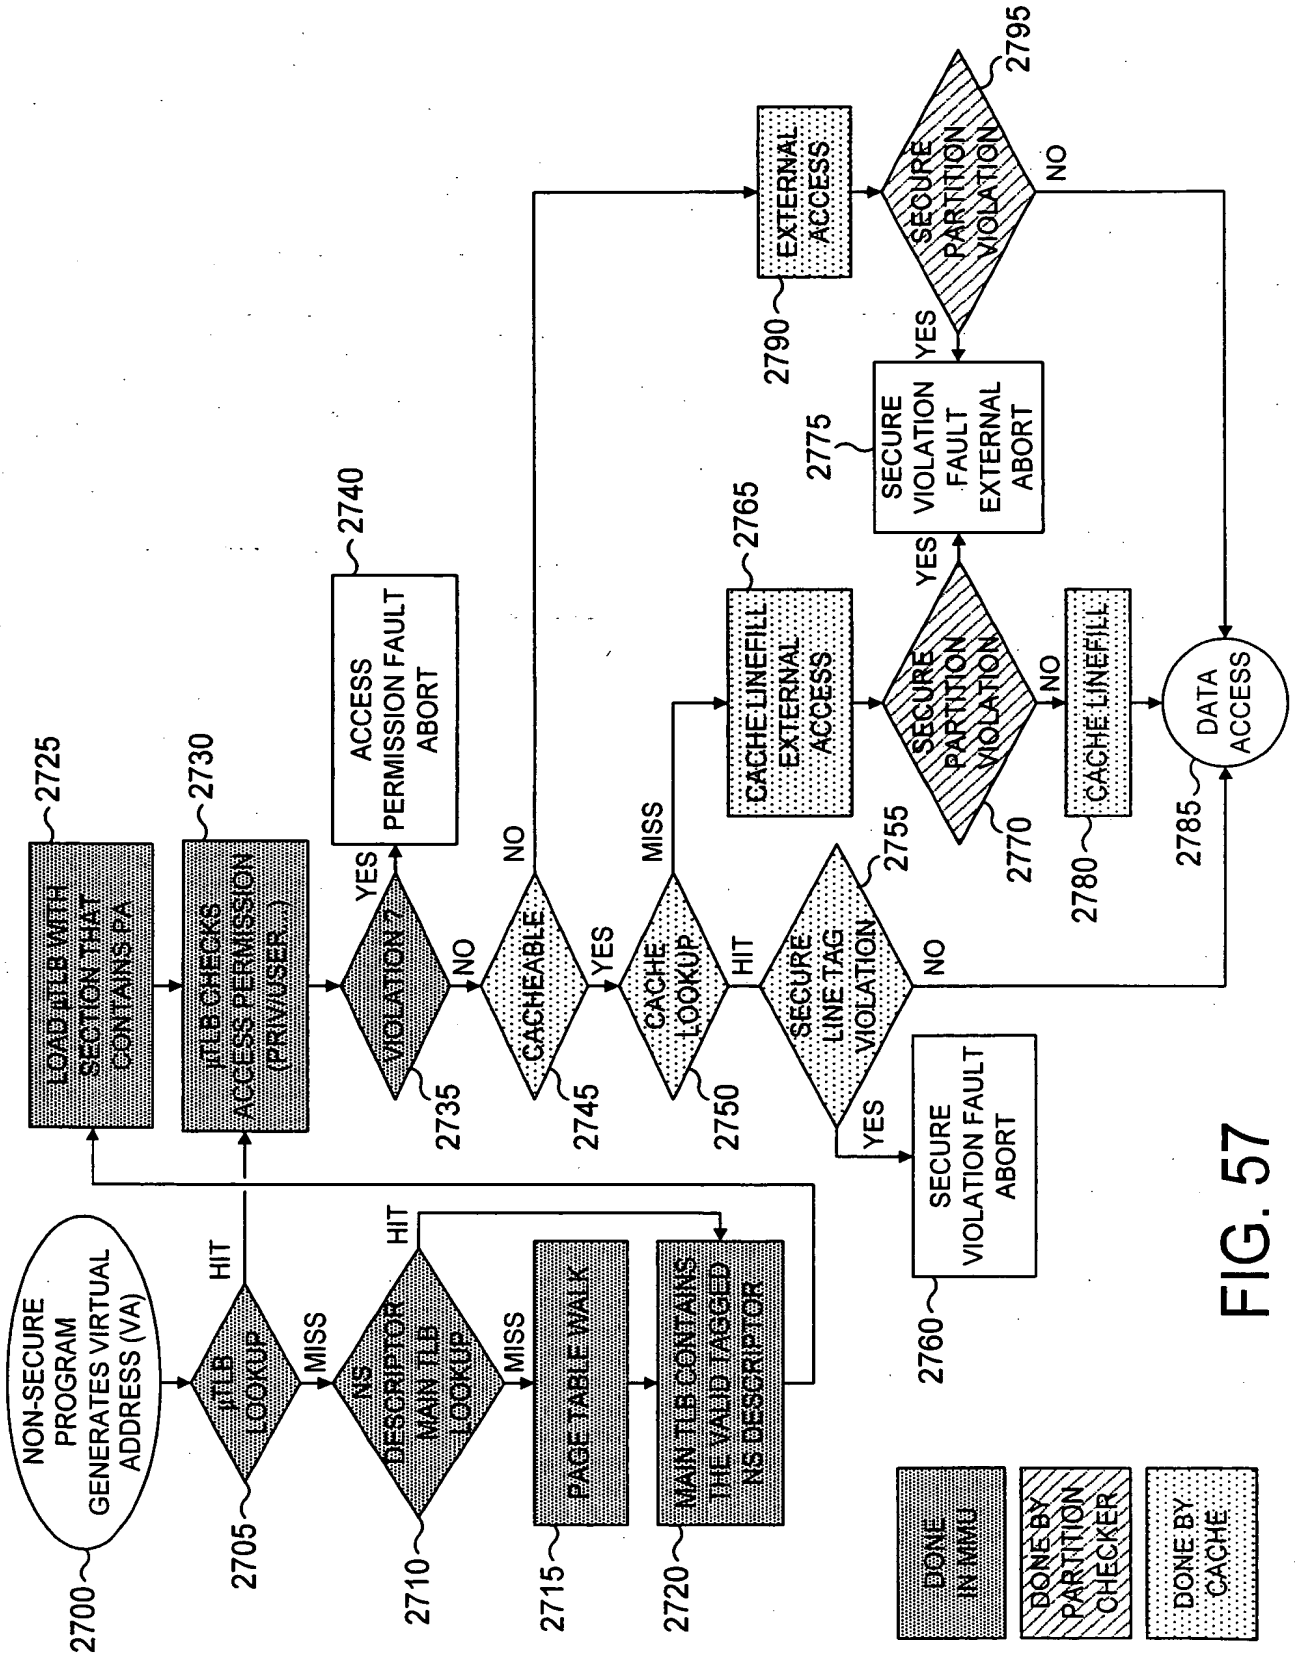 NON-SECURE
PROGRAM
GENERATES VIRTUAL
ADDRESS (VA)
2700
µTLB
LOOKUP
2705
HIT
MISS
NS
DESCRIPTOR
MAIN TLB
LOOKUP
2710
HIT
MISS
PAGE TABLE WALK
2715
MAIN TLB CONTAINS
THE VALID TAGGED
NS DESCRIPTOR
2720
LOAD µTLB WITH
SECTION THAT
CONTAINS PA
2725
µTLB CHECKS
ACCESS PERMISSION
(PRIV/USER...)
2730
VIOLATION ?
2735
YES
NO
ACCESS
PERMISSION FAULT
ABORT
2740
CACHEABLE
2745
NO
YES
CACHE
LOOKUP
2750
MISS
HIT
SECURE
LINE TAG
VIOLATION
2755
YES
NO
SECURE
VIOLATION FAULT
ABORT
2760
CACHE LINEFILL
EXTERNAL
ACCESS
2765
SECURE
PARTITION
VIOLATION
2770
YES
NO
SECURE
VIOLATION
FAULT
EXTERNAL
ABORT
2775
CACHE LINEFILL
2780
DATA
ACCESS
2785
EXTERNAL
ACCESS
2790
SECURE
PARTITION
VIOLATION
2795
YES
NO
DONE
IN MMU
DONE BY
PARTITION
CHECKER
DONE BY
CACHE
FIG. 57